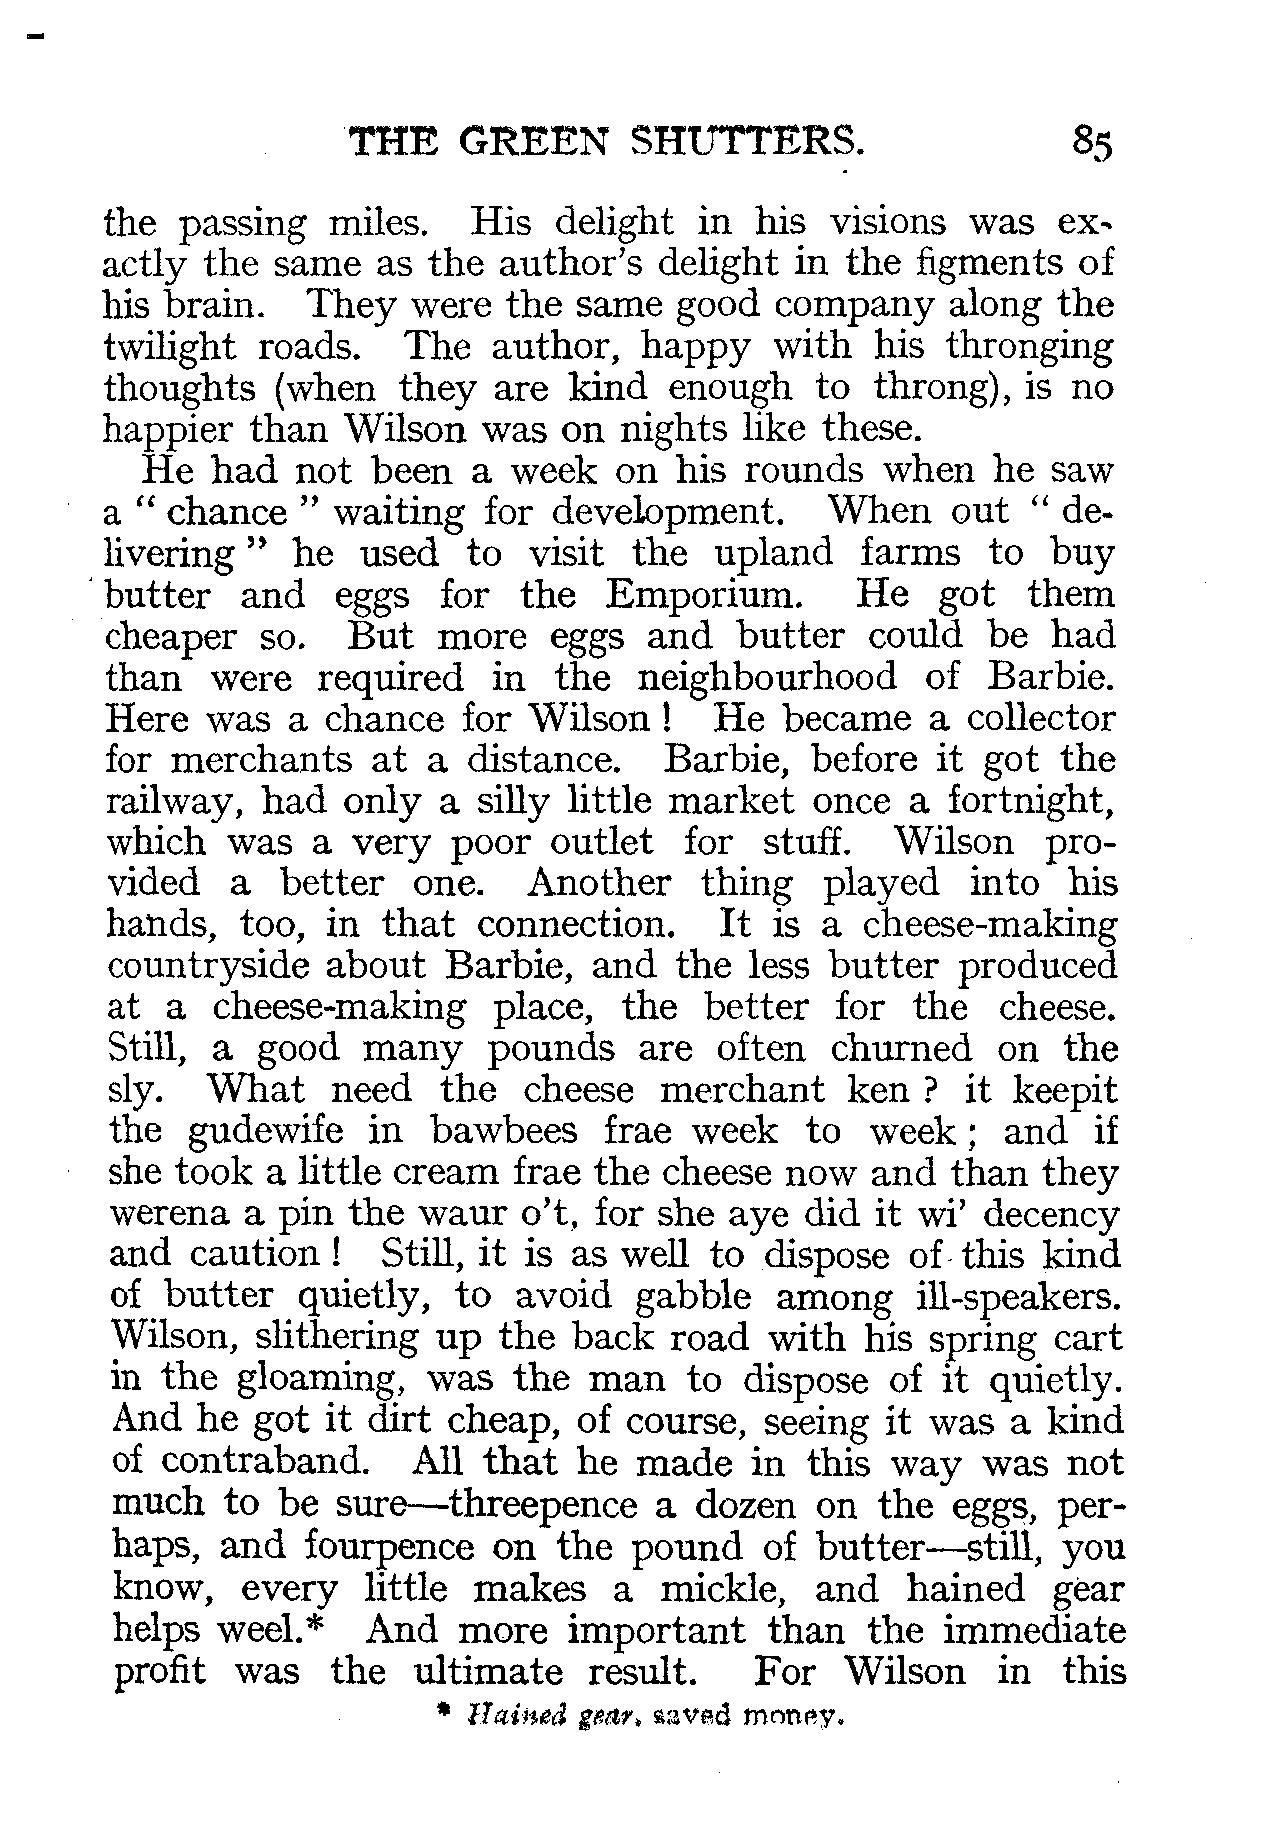 THE GREEN SHUTTERS. 85
the passing miles. His delight in his visions was ex-
actly the same as the author's delight in the figments of
his brain. They were the same good company along the
twilight roads. The author, happy with his thronging
thoughts (when they are kind enough to throng), is no
happier than Wilson was on nights like these.
He had not been a week on his rounds when he saw
a “ chance ” waiting for development. When out “ de-
livering ” he used to visit the upland farms to buy
butter and eggs for the Emporium. He got them
cheaper so. But more eggs and butter could be had
than were required in the neighbourhood of Barbie.
Here was a chance for Wilson ! He became a collector
for merchants at a distance. Barbie, before it got the
railway, had only a silly little market once a fortnight,
which was a very poor outlet for stuff. Wilson pro-
vided a better one. Another thing played into his
hands, too, in that connection. It is a cheese-making
countryside about Barbie, and the less butter produced
at a cheese-making place, the better for the cheese.
Still, a good many pounds are often churned on the
sly. What need the cheese merchant ken ? it keepit
the gudewife in bawbees frae week to week ; and if
she took a little cream frae the cheese now and than they
werena a pin the waur o't, for she aye did it wi' decency
and caution ! Still, it is as well to dispose of this kind
of butter quietly, to avoid gabble among ill-speakers.
Wilson, slithering up the back road with his spring cart
in the gloaming, was the man to dispose of it quietly.
And he got it dirt cheap, of course, seeing it was a kind
of contraband. All that he made in this way was not
much to be sure—threepence a dozen on the eggs, per-
haps, and fourpence on the pound of butter—still, you
know, every little makes a mickle, and hained gear
helps weel.* And more important than the immediate
profit was the ultimate result. For Wilson in this
* Hained gear, saved money.